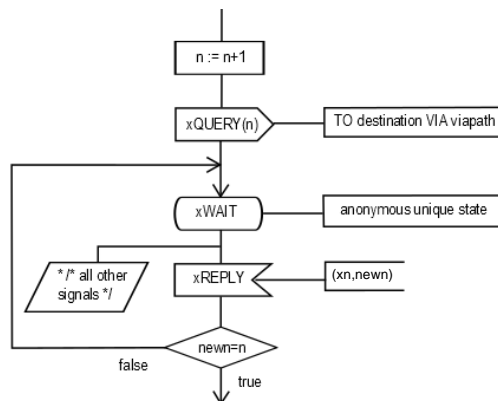 n := n+1
xQUERY(n)
TO destination VIA viapath
xWAIT
anonymous unique state
* /* all other
signals */
xREPLY
(xn,newn)
newn=n
false
true